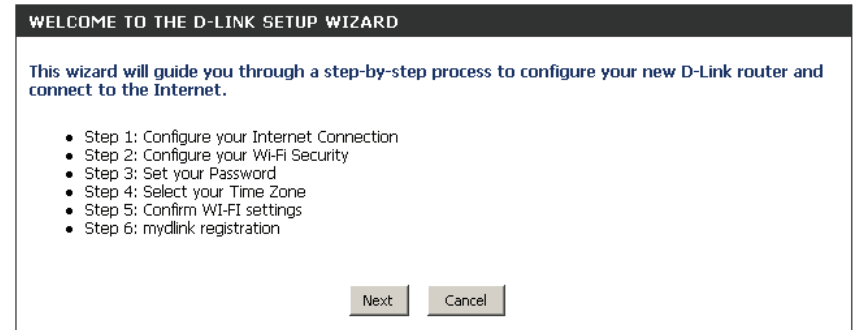 WELCOME TO THE D-LINK SETUP WIZARD
This wizard will guide you through a step-by-step process to configure your new D-Link router and
connect to the Internet.
• Step 1: Configure your Internet Connection
• Step 2: Configure your Wi-Fi Security
• Step 3: Set your Password
• Step 4: Select your Time Zone
• Step 5: Confirm WI-FI settings
• Step 6: mydlink registration
Next Cancel